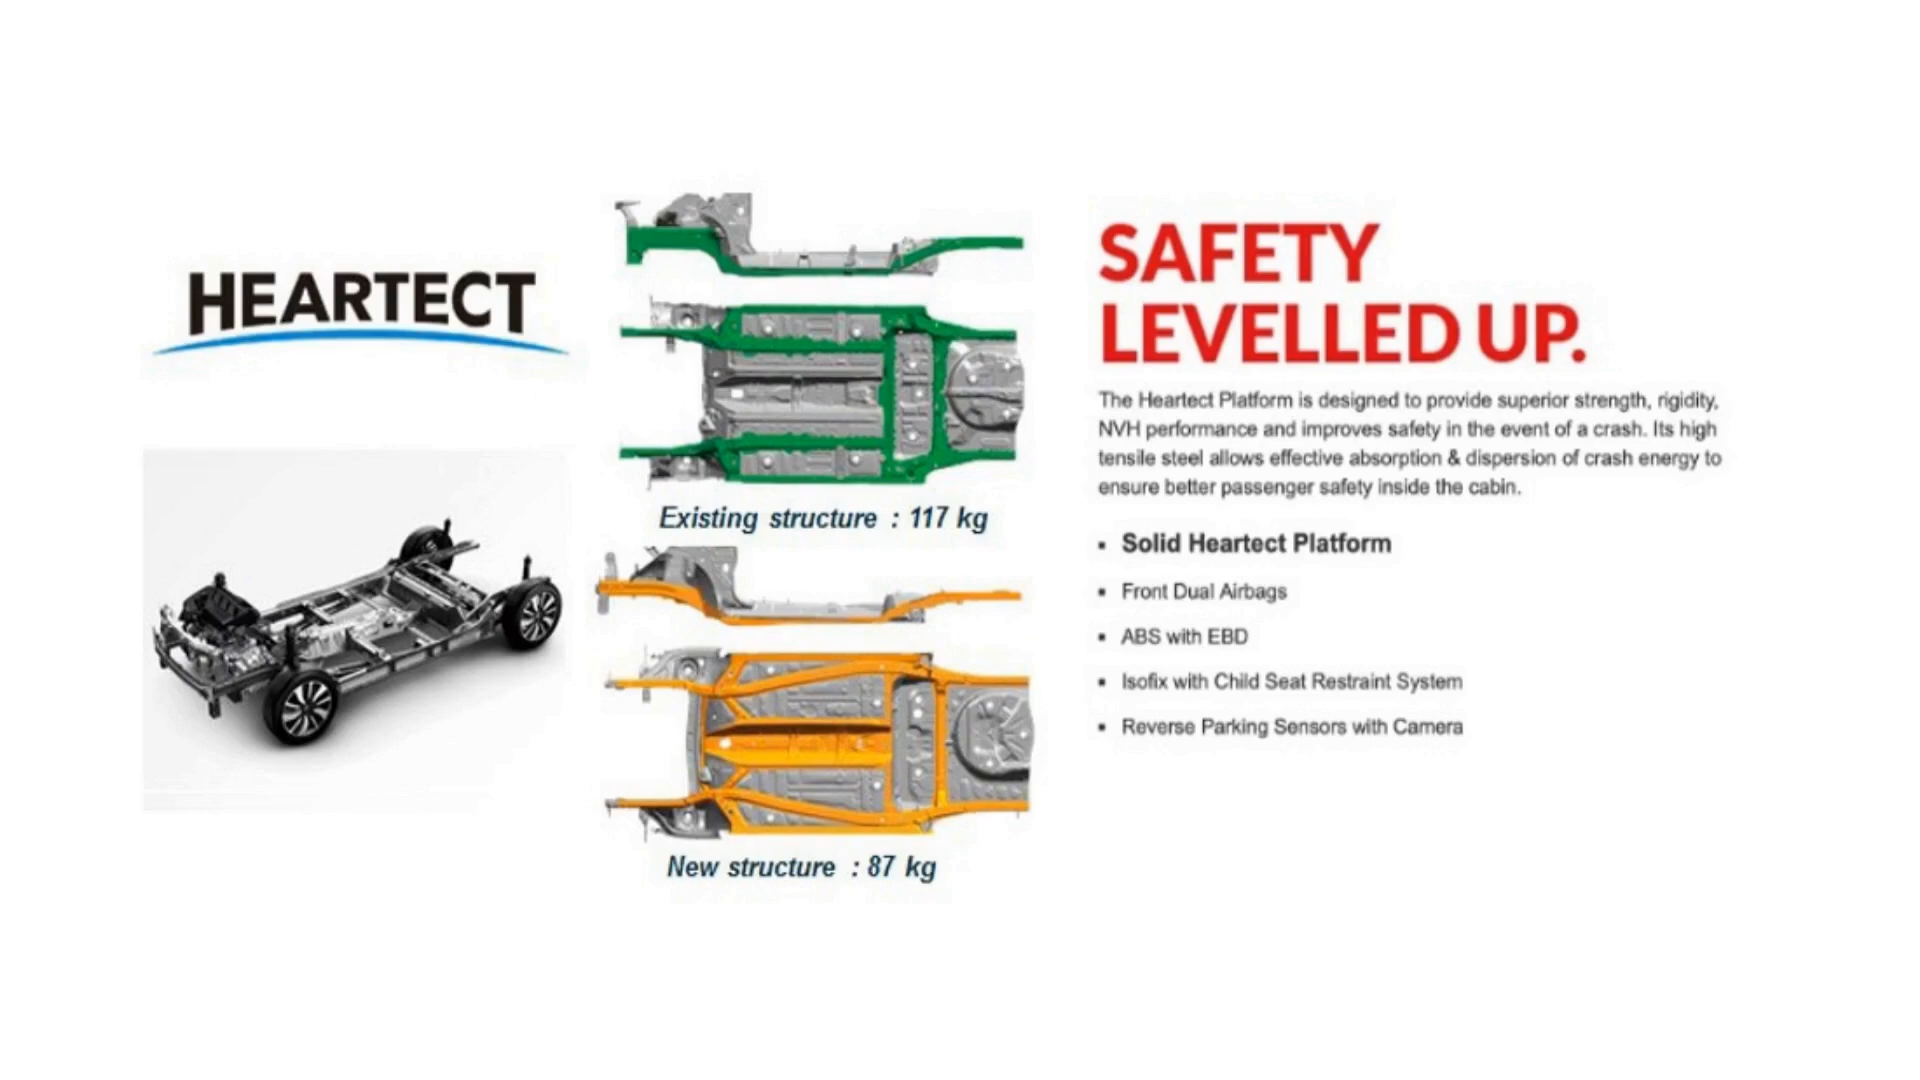 HEARTECT
Existing structure : 117 kg
New structure : 87 kg
SAFETY
LEVELLED UP.
The Heartect Platform is designed to provide superior strength, rigidity,
NVH performance and improves safety in the event of a crash. Its high
tensile steel allows effective absorption & dispersion of crash energy to
ensure better passenger safety inside the cabin.
▪ Solid Heartect Platform
▪ Front Dual Airbags
▪ ABS with EBD
▪ Isofix with Child Seat Restraint System
▪ Reverse Parking Sensors with Camera